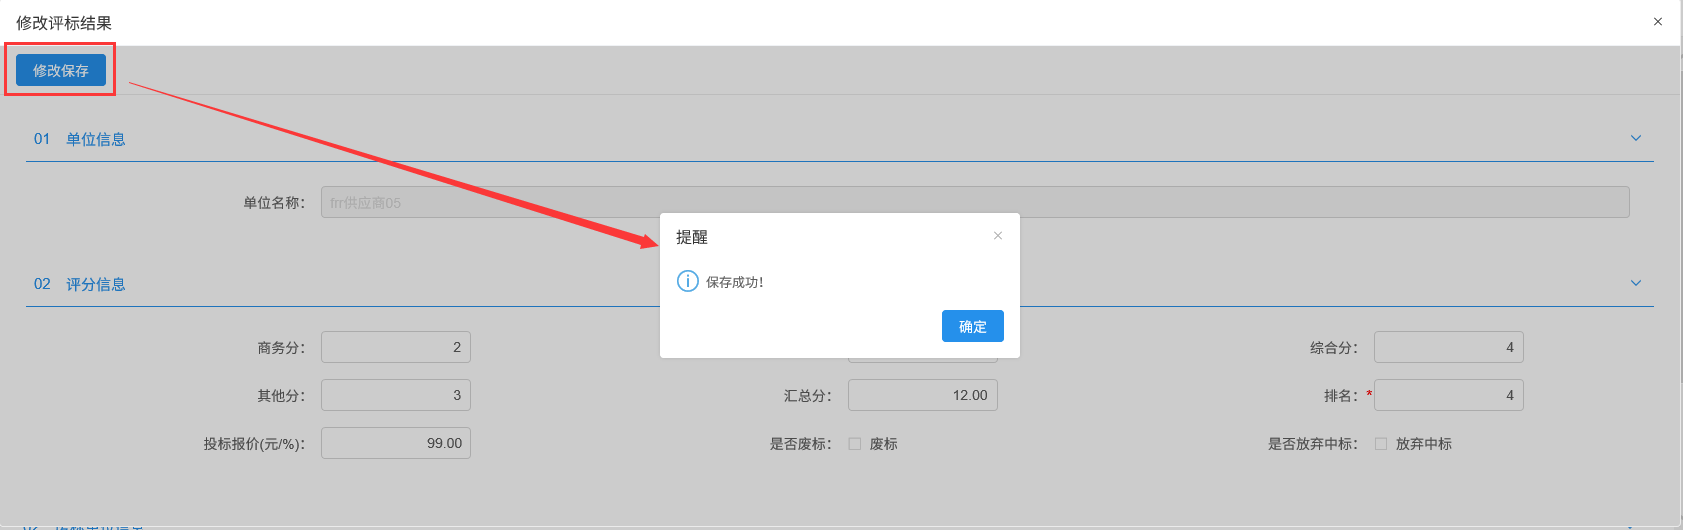 修改评标结果
修改保存
01 单位信息
单位名称： frr供应商05
提醒
保存成功！
确定
02 评分信息
商务分： 2
综合分： 4
其他分： 3 汇总分： 12.00 排名：* 4
投标报价(元/%)： 99.00 是否废标： 废标 是否放弃中标： 放弃中标